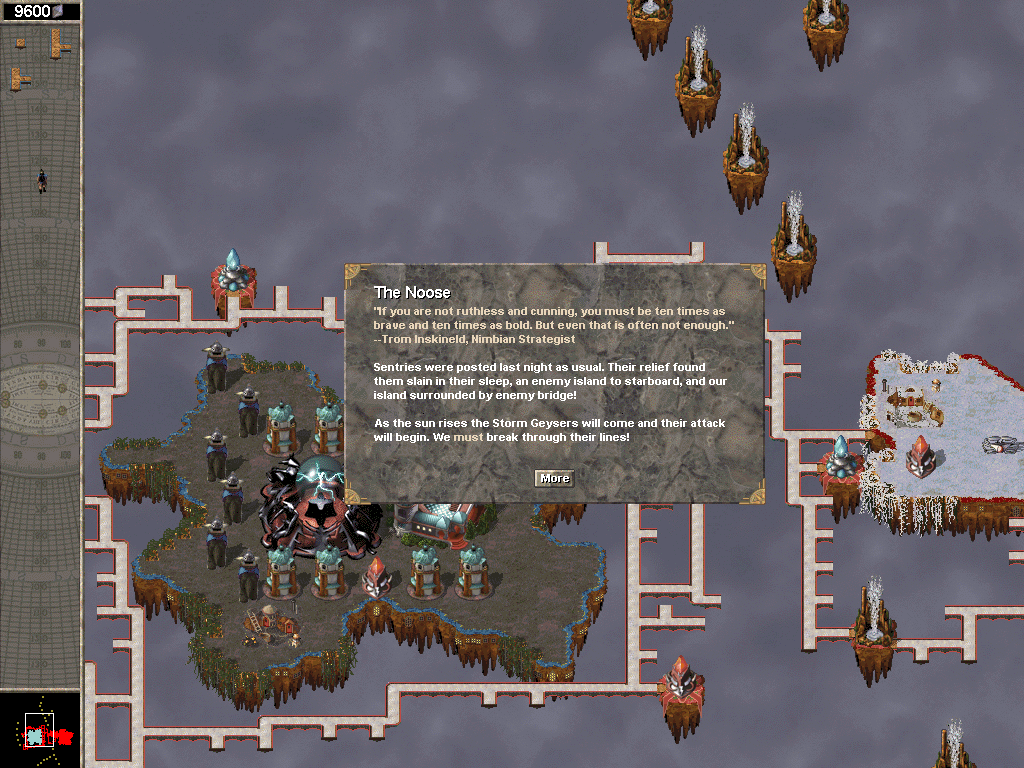 9600
The Noose
"If you are not ruthless and cunning, you must be ten times as
brave and ten times as bold. But even that is often not enough."
--Trom Inskineld, Nimbian Strategist
Sentries were posted last night as usual. Their relief found
them slain in their sleep, an enemy island to starboard, and our
island surrounded by enemy bridge!
As the sun rises the Storm Geysers will come and their attack
will begin. We must break through their lines!
More